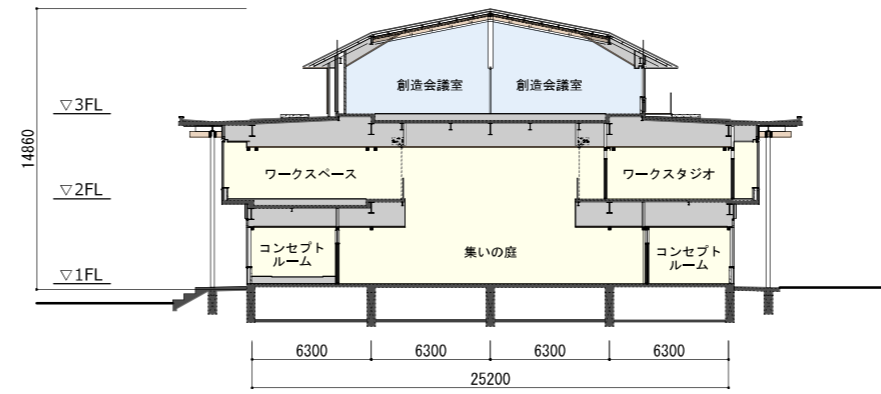 創造会議室
創造会議室
▽3FL
14860
ワークスペース
ワークスタジオ
▽2FL
コンセプト
ルーム
集いの庭
コンセプト
ルーム
▽1FL
6300
6300
6300
6300
25200